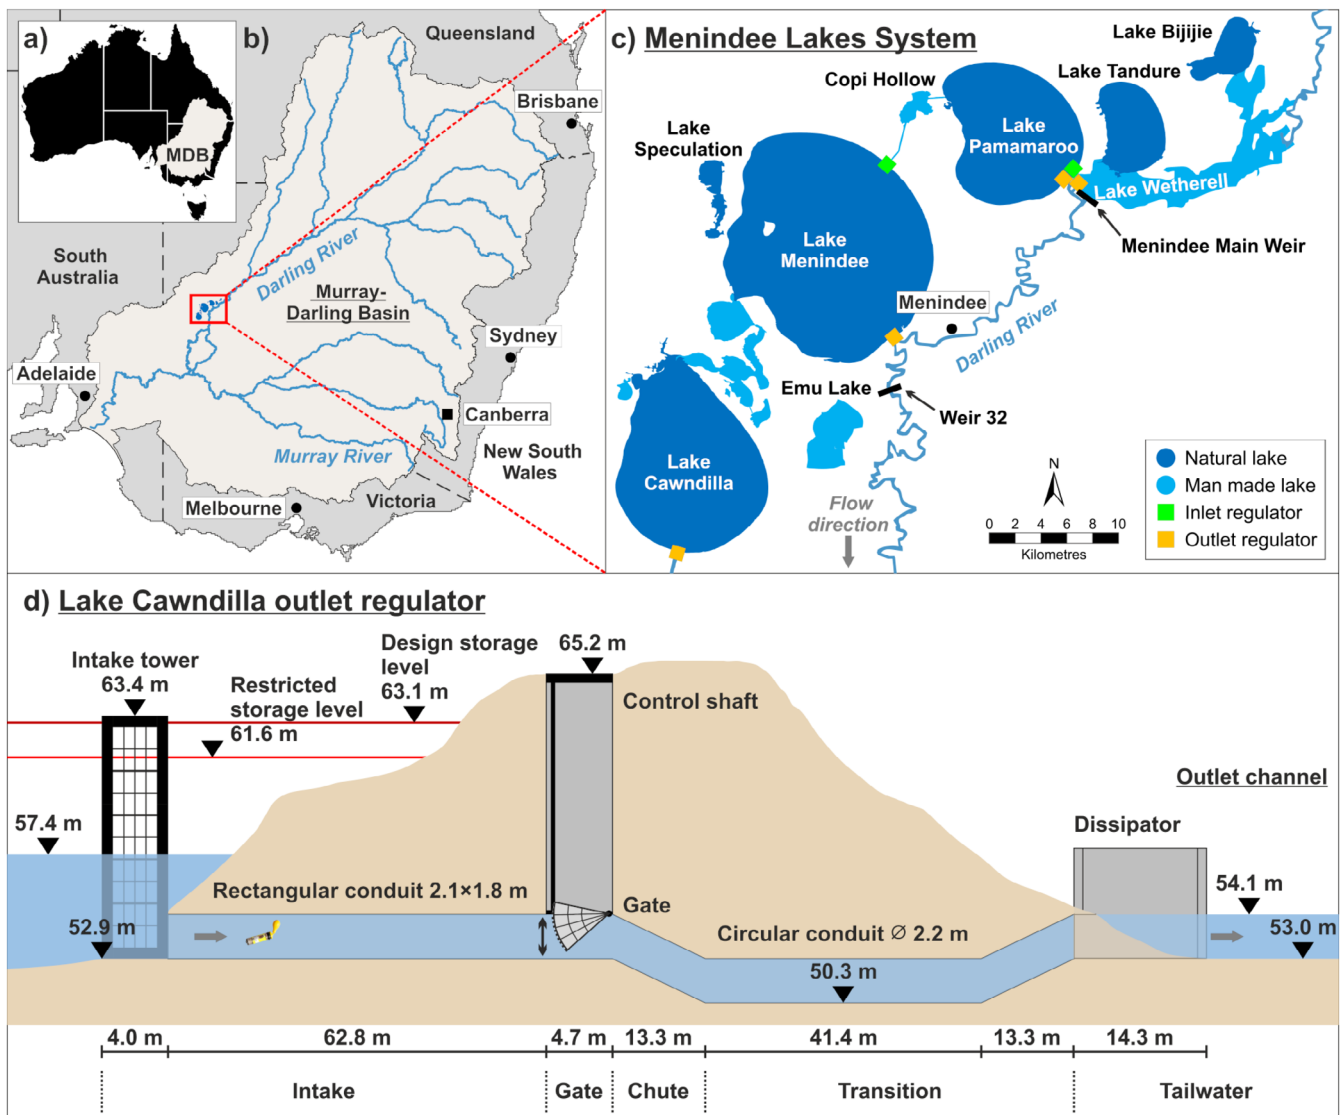 a)
MDB
b)
Queensland
Brisbane
South
Australia
Darling River
Murray-
Darling Basin
Sydney
Adelaide
Canberra
Murray River
New South
Wales
Victoria
Melbourne
c) Menindee Lakes System
Lake Bijijie
Lake Tandure
Copi Hollow
Lake
Speculation
Lake
Pamamaroo
Lake Wetherell
Menindee Main Weir
Lake
Menindee
Menindee
Darling River
Emu Lake
Weir 32
Lake
Cawndilla
Flow
direction
N
0 2 4 6 8 10
Kilometres
Natural lake
Man made lake
Inlet regulator
Outlet regulator
d) Lake Cawndilla outlet regulator
Intake tower
63.4 m
Restricted
storage level
61.6 m
Design storage
level
63.1 m
65.2 m
Control shaft
Outlet channel
57.4 m
Dissipator
Rectangular conduit 2.1×1.8 m
Gate
54.1 m
52.9 m
Circular conduit ∅ 2.2 m
53.0 m
50.3 m
4.0 m 62.8 m 4.7 m 13.3 m 41.4 m 13.3 m 14.3 m
Intake Gate Chute Transition Tailwater